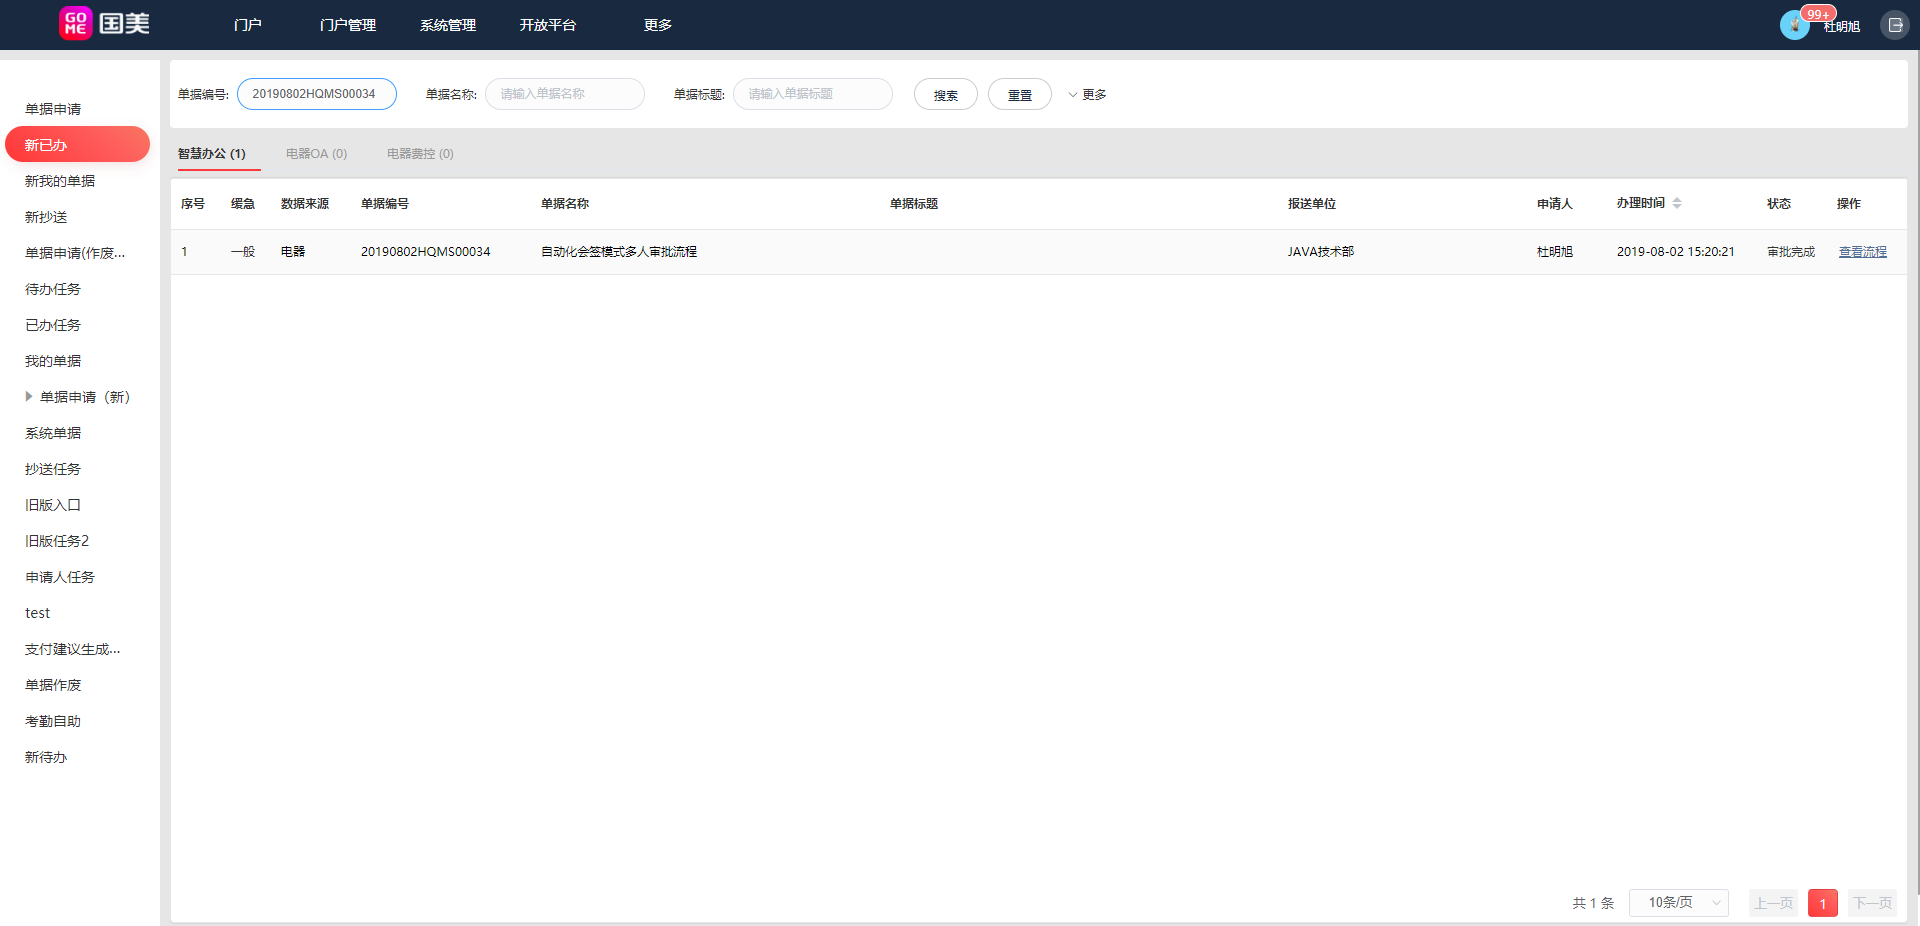 GOME 国美 门户 门户管理 系统管理 开放平台 更多 99+ 杜明旭
单据编号: 20190802HQMS00034 单据名称: 请输入单据名称 单据标题: 请输入单据标题 搜索 重置 更多
智慧办公 (1) 电器OA (0) 电器费控 (0)
序号 缓急 数据来源 单据编号 单据名称 单据标题 报送单位 申请人 办理时间 状态 操作
1 一般 电器 20190802HQMS00034 自动化会签模式多人审批流程 JAVA技术部 杜明旭 2019-08-02 15:20:21 审批完成 查看流程
单据申请
新已办
新我的单据
新抄送
单据申请(作废...
待办任务
已办任务
我的单据
单据申请（新）
系统单据
抄送任务
旧版入口
旧版任务2
申请人任务
test
支付建议生成...
单据作废
考勤自助
新待办
共 1 条 10条/页 上一页 1 下一页